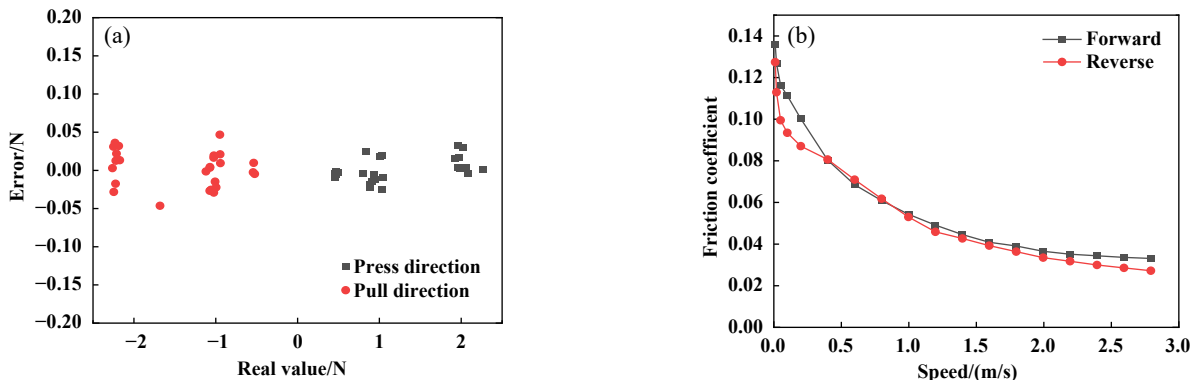 (a)
0.20
0.15
0.10
0.05
0.00
−0.05
−0.10
−0.15
−0.20
Error/N
Press direction
Pull direction
−2
−1
0
1
2
Real value/N
(b)
0.14
0.12
0.10
0.08
0.06
0.04
0.02
0.00
Friction coefficient
Forward
Reverse
0.0
0.5
1.0
1.5
2.0
2.5
3.0
Speed/(m/s)